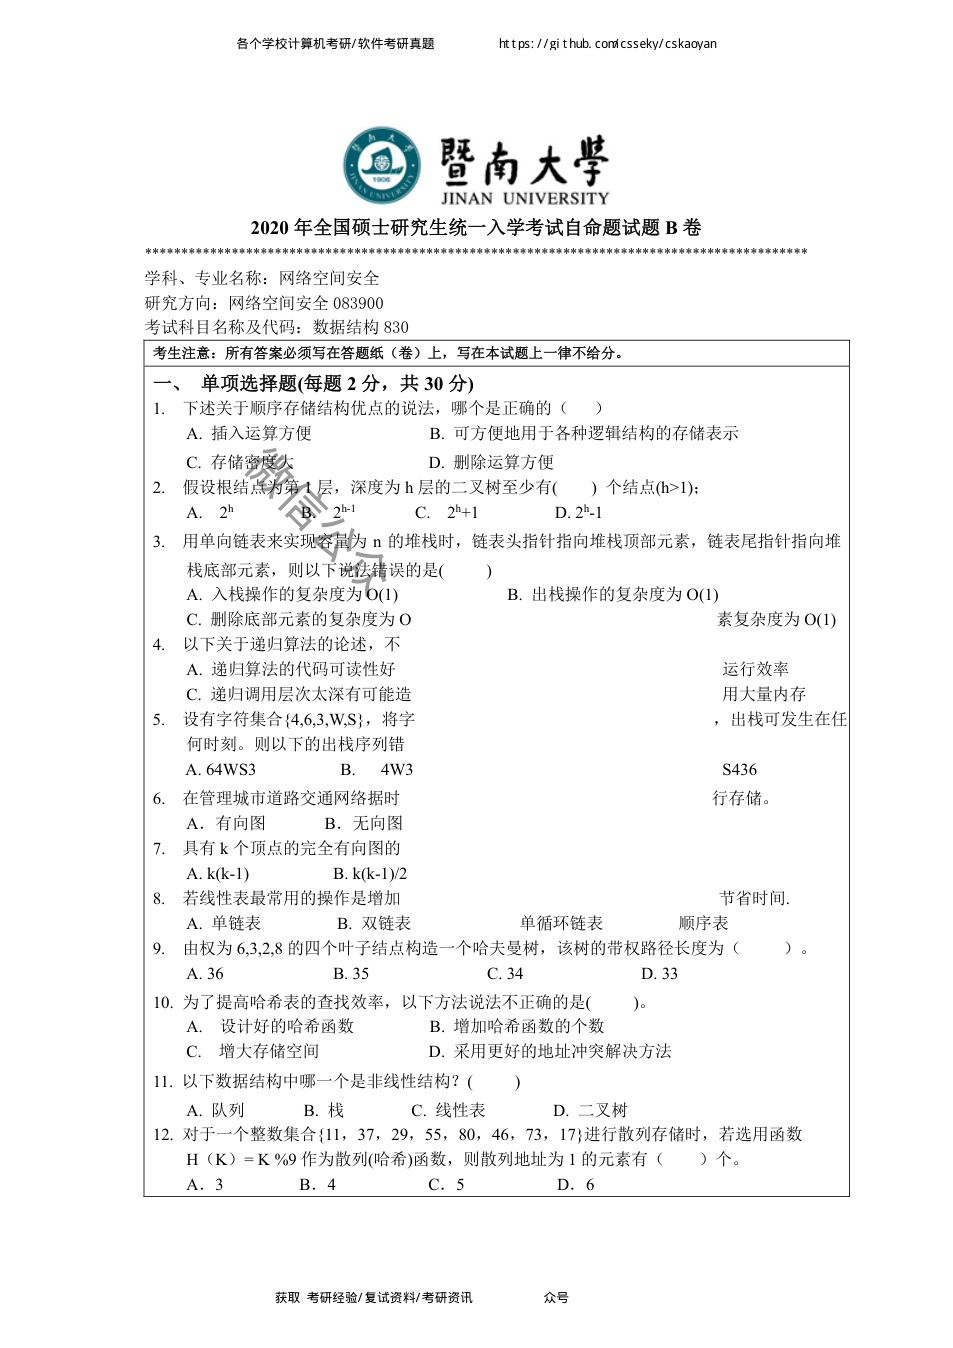 各个学校计算机考研/软件考研真题 https://github.com/csseky/cskaoyan
暨南大学
JINAN UNIVERSITY
2020 年全国硕士研究生统一入学考试自命题试题 B 卷
********************************************************************************************
学科、专业名称：网络空间安全
研究方向：网络空间安全 083900
考试科目名称及代码：数据结构 830
考生注意：所有答案必须写在答题纸（卷）上，写在本试题上一律不给分。
一、 单项选择题(每题 2 分，共 30 分)
1. 下述关于顺序存储结构优点的说法，哪个是正确的（ ）
A. 插入运算方便 B. 可方便地用于各种逻辑结构的存储表示
C. 存储密度大 D. 删除运算方便
2. 假设根结点为第 1 层，深度为 h 层的二叉树至少有( ) 个结点(h>1)；
A. 2^h B. 2^h-1 C. 2^h+1 D. 2^h-1
3. 用单向链表来实现容量为 n 的堆栈时，链表头指针指向堆栈顶部元素，链表尾指针指向堆
栈底部元素，则以下说法错误的是( )
A. 入栈操作的复杂度为 O(1) B. 出栈操作的复杂度为 O(1)
C. 删除底部元素的复杂度为 O 素复杂度为 O(1)
4. 以下关于递归算法的论述，不
A. 递归算法的代码可读性好 运行效率
C. 递归调用层次太深有可能造 用大量内存
5. 设有字符集合{4,6,3,W,S}，将字 ，出栈可发生在任
何时刻。则以下的出栈序列错
A. 64WS3 B. 4W3 S436
6. 在管理城市道路交通网络据时 行存储。
A．有向图 B．无向图
7. 具有 k 个顶点的完全有向图的
A. k(k-1) B. k(k-1)/2
8. 若线性表最常用的操作是增加 节省时间.
A. 单链表 B. 双链表 单循环链表 顺序表
9. 由权为 6,3,2,8 的四个叶子结点构造一个哈夫曼树，该树的带权路径长度为（ ）。
A. 36 B. 35 C. 34 D. 33
10. 为了提高哈希表的查找效率，以下方法说法不正确的是( )。
A. 设计好的哈希函数 B. 增加哈希函数的个数
C. 增大存储空间 D. 采用更好的地址冲突解决方法
11. 以下数据结构中哪一个是非线性结构？( )
A. 队列 B. 栈 C. 线性表 D. 二叉树
12. 对于一个整数集合{11，37，29，55，80，46，73，17}进行散列存储时，若选用函数
H（K）= K %9 作为散列(哈希)函数，则散列地址为 1 的元素有（ ）个。
A．3 B．4 C．5 D．6
微信公众
获取 考研经验/复试资料/考研资讯 众号